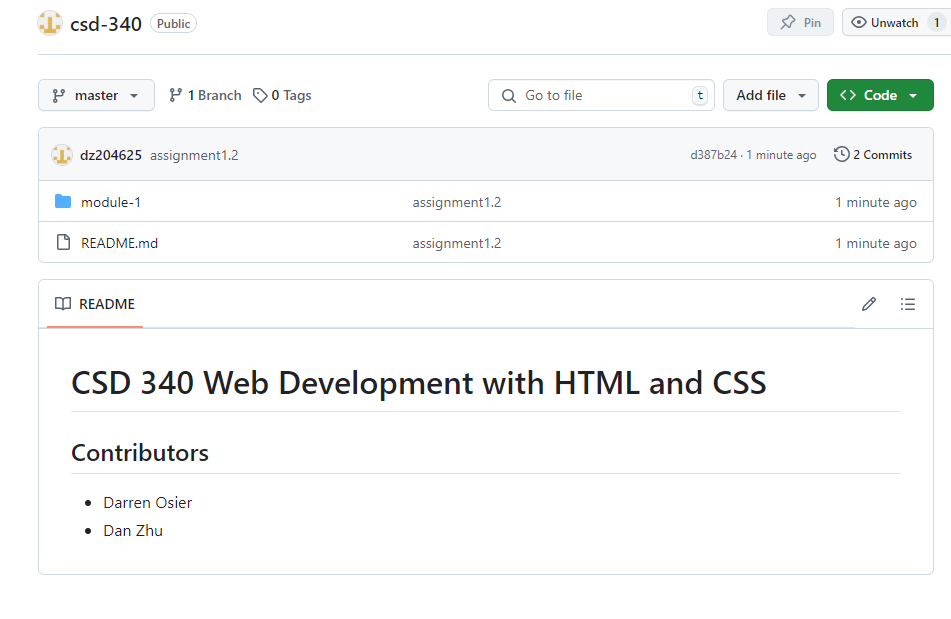 csd-340 Public Pin Unwatch 1
master 1 Branch 0 Tags Go to file t Add file <> Code
dz204625 assignment1.2 d387b24 · 1 minute ago 2 Commits
module-1 assignment1.2 1 minute ago
README.md assignment1.2 1 minute ago
README
CSD 340 Web Development with HTML and CSS
Contributors
• Darren Osier
• Dan Zhu